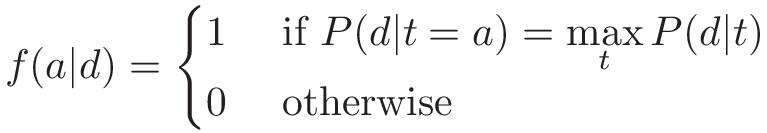 f(a|d) = { 1 if P(d|t = a) = max_t P(d|t)
0 otherwise